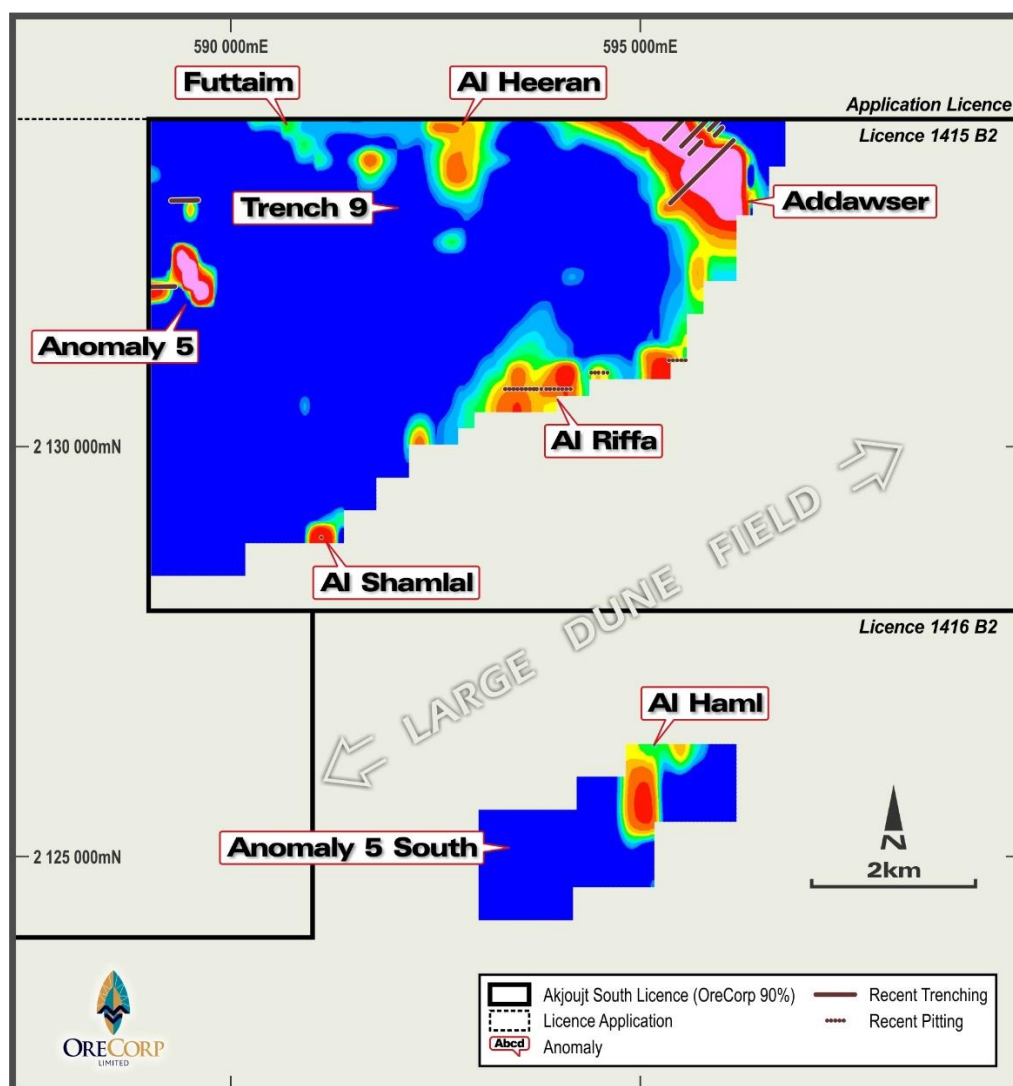 590 000mE
595 000mE
Futtaim
Al Heeran
Application Licence
Licence 1415 B2
Trench 9
Addawser
Anomaly 5
Al Riffa
2 130 000mN
Al Shamlal
LARGE DUNE FIELD
Licence 1416 B2
Al Haml
Anomaly 5 South
2 125 000mN
N
2km
Akjoujt South Licence (OreCorp 90%)
Recent Trenching
Licence Application
Recent Pitting
Abcd
Anomaly
ORECORP
LIMITED